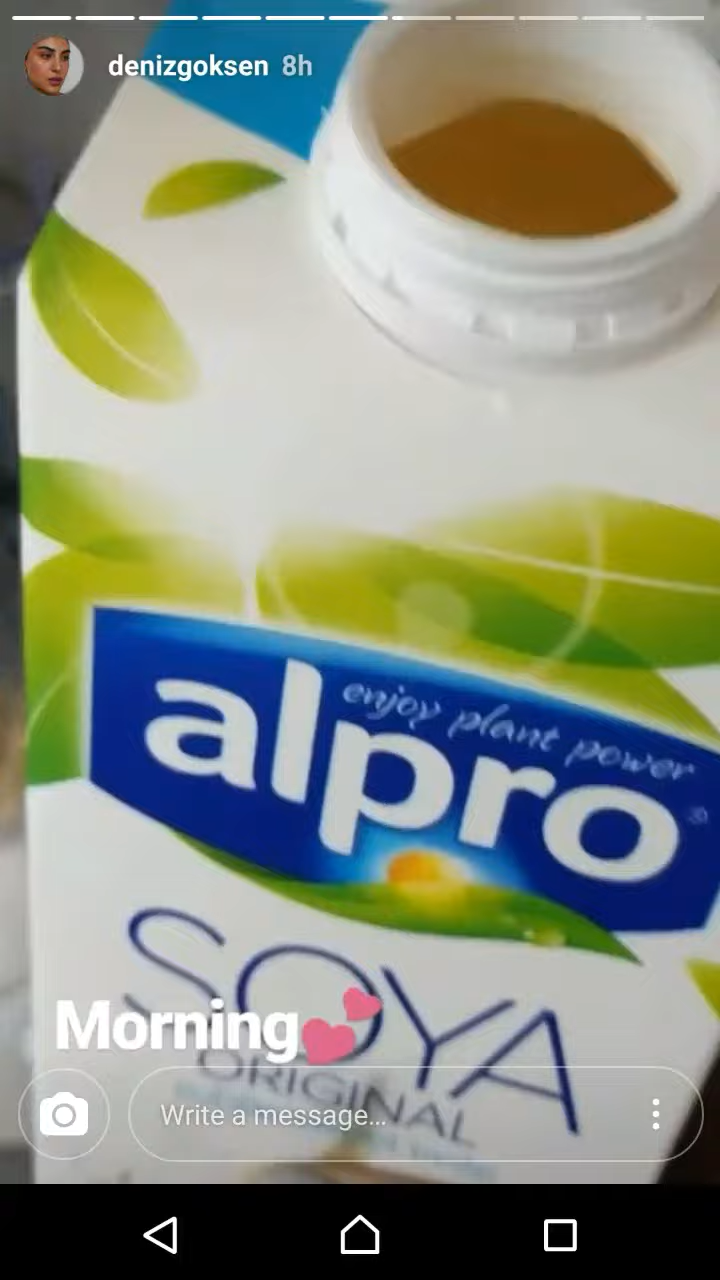 denizgoksen 8h
enjoy plant power
alpro®
SOYA
Morning💕
ORIGINAL
Write a message...